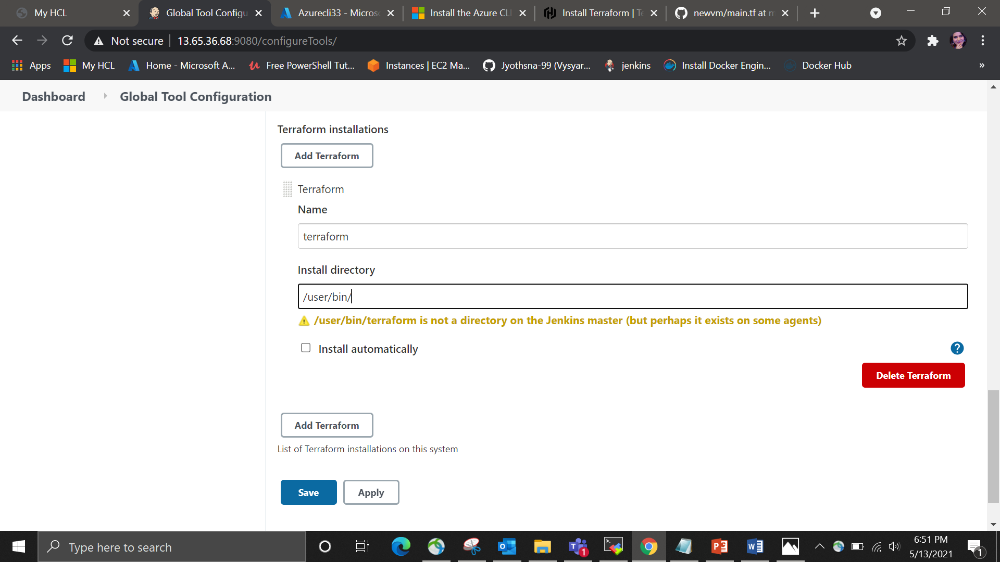 My HCL
Global Tool Configu
Azurecli33 - Micros
Install the Azure CLI
Install Terraform | Te
newvm/main.tf at m
Not secure
13.65.36.68:9080/configureTools/
Apps
My HCL
Home - Microsoft A...
Free PowerShell Tut...
Instances | EC2 Ma...
Jyothsna-99 (Vysyar...
jenkins
Install Docker Engin...
Docker Hub
»
Dashboard
Global Tool Configuration
Terraform installations
Add Terraform
Terraform
Name
terraform
Install directory
/user/bin/
/user/bin/terraform is not a directory on the Jenkins master (but perhaps it exists on some agents)
Install automatically
?
Delete Terraform
Add Terraform
List of Terraform installations on this system
Save
Apply
Type here to search
1
6:51 PM
5/13/2021
1